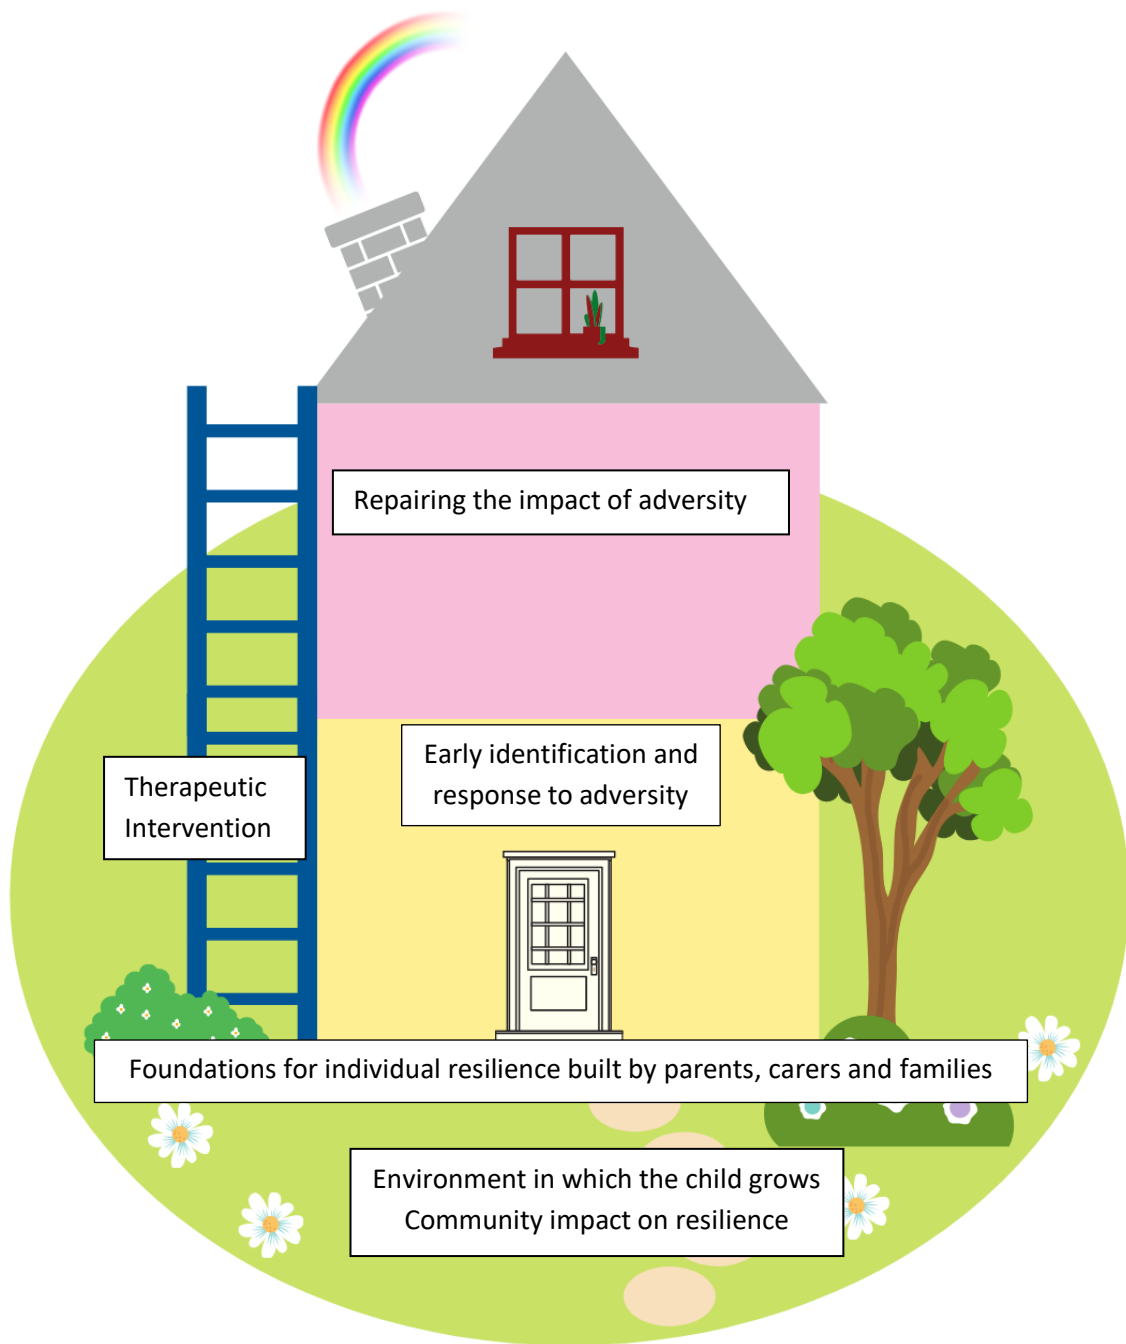 Repairing the impact of adversity
Early identification and
response to adversity
Therapeutic
Intervention
Foundations for individual resilience built by parents, carers and families
Environment in which the child grows
Community impact on resilience